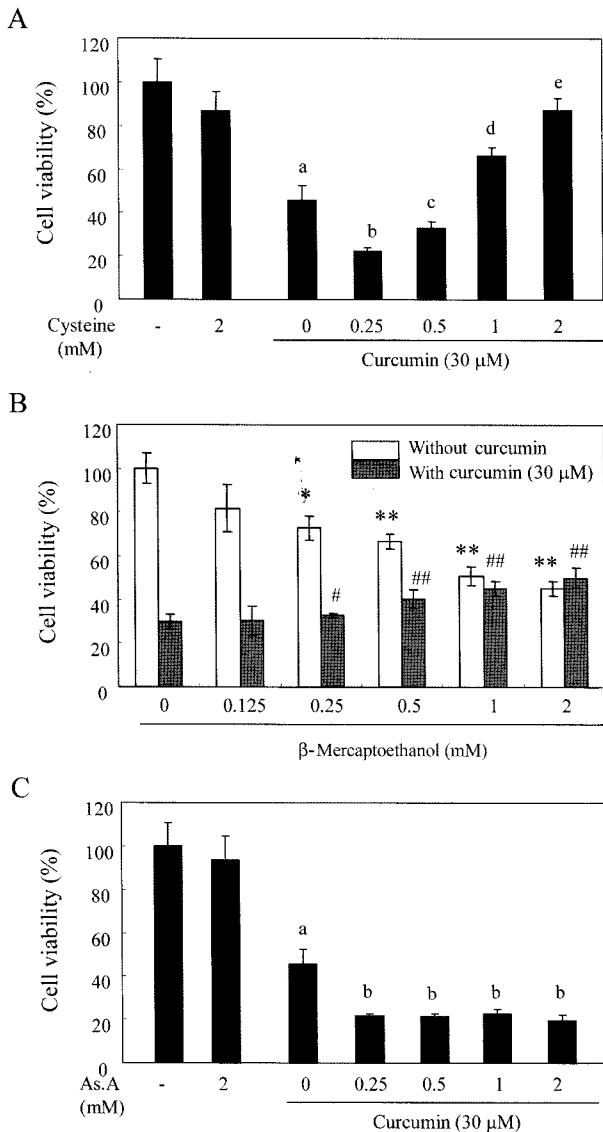 A
120
100
80
60
40
20
0
Cell viability (%)
a
b
c
d
e
Cysteine
(mM)
- 2 0 0.25 0.5 1 2
Curcumin (30 μM)
B
120
100
80
60
40
20
0
Cell viability (%)
Without curcumin
With curcumin (30 μM)
*
**
**
**
#
##
##
##
0 0.125 0.25 0.5 1 2
β-Mercaptoethanol (mM)
C
120
100
80
60
40
20
0
Cell viability (%)
a
b
b
b
b
As.A
(mM)
- 2 0 0.25 0.5 1 2
Curcumin (30 μM)